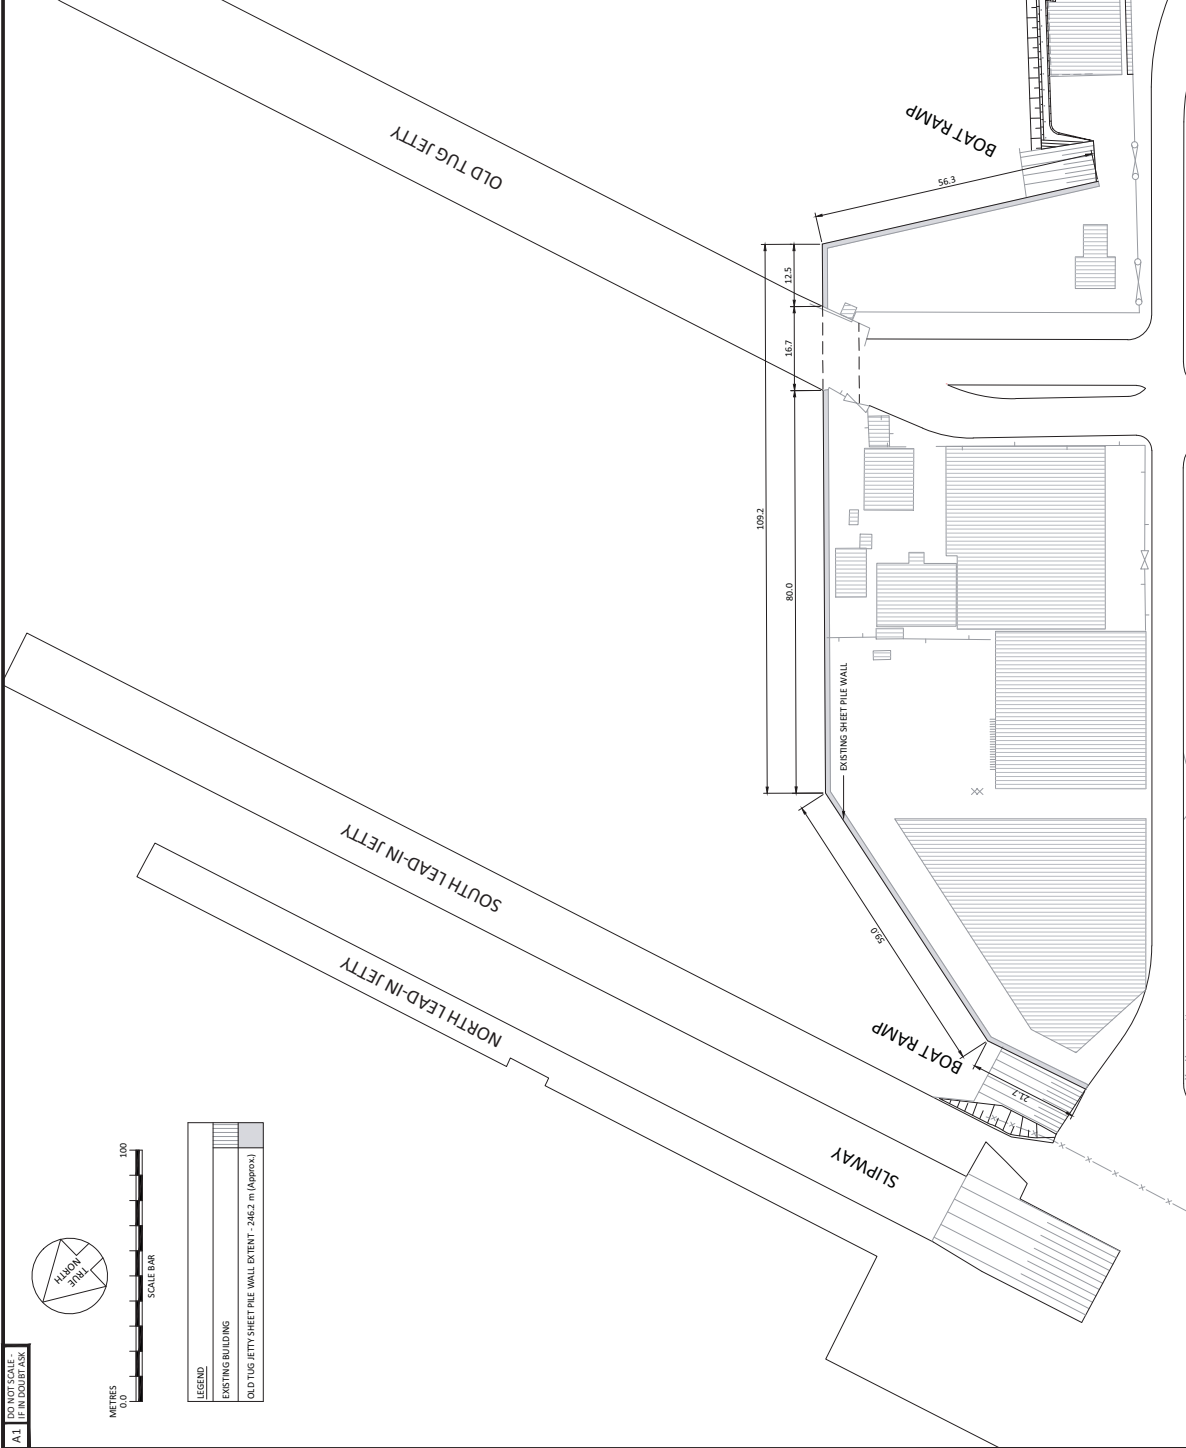 A1
DO NOT SCALE -
IF IN DOUBT ASK
TRUE
NORTH
METRES
0.0
100
SCALE BAR
LEGEND
EXISTING BUILDING
OLD TUG JETTY SHEET PILE WALL EXTENT - 246.2 m (Approx.)
OLD TUG JETTY
BOAT RAMP
56.3
12.5
16.7
109.2
80.0
EXISTING SHEET PILE WALL
SOUTH LEAD-IN JETTY
NORTH LEAD-IN JETTY
59.0
BOAT RAMP
21.7
SLIPWAY